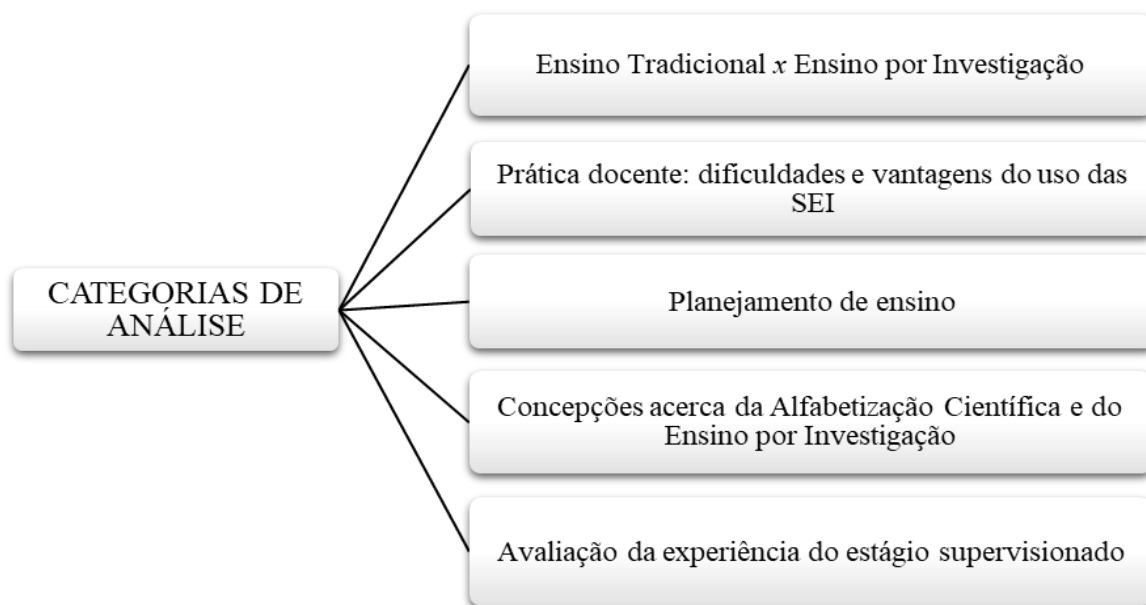 Ensino Tradicional x Ensino por Investigação
Prática docente: dificuldades e vantagens do uso das
SEI
CATEGORIAS DE
ANÁLISE
Planejamento de ensino
Concepções acerca da Alfabetização Científica e do
Ensino por Investigação
Avaliação da experiência do estágio supervisionado